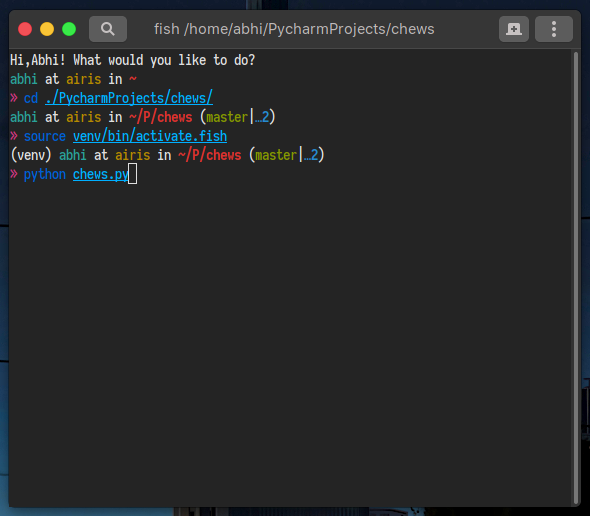 fish /home/abhi/PycharmProjects/chews
Hi,Abhi! What would you like to do?
abhi at airis in ~
» cd ./PycharmProjects/chews/
abhi at airis in ~/P/chews (master|…2)
» source venv/bin/activate.fish
(venv) abhi at airis in ~/P/chews (master|…2)
» python chews.py